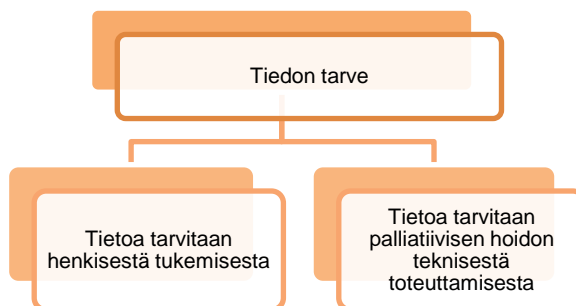 Tiedon tarve
Tietoa tarvitaan
henkisestä tukemisesta
Tietoa tarvitaan
palliatiivisen hoidon
teknisestä
toteuttamisesta